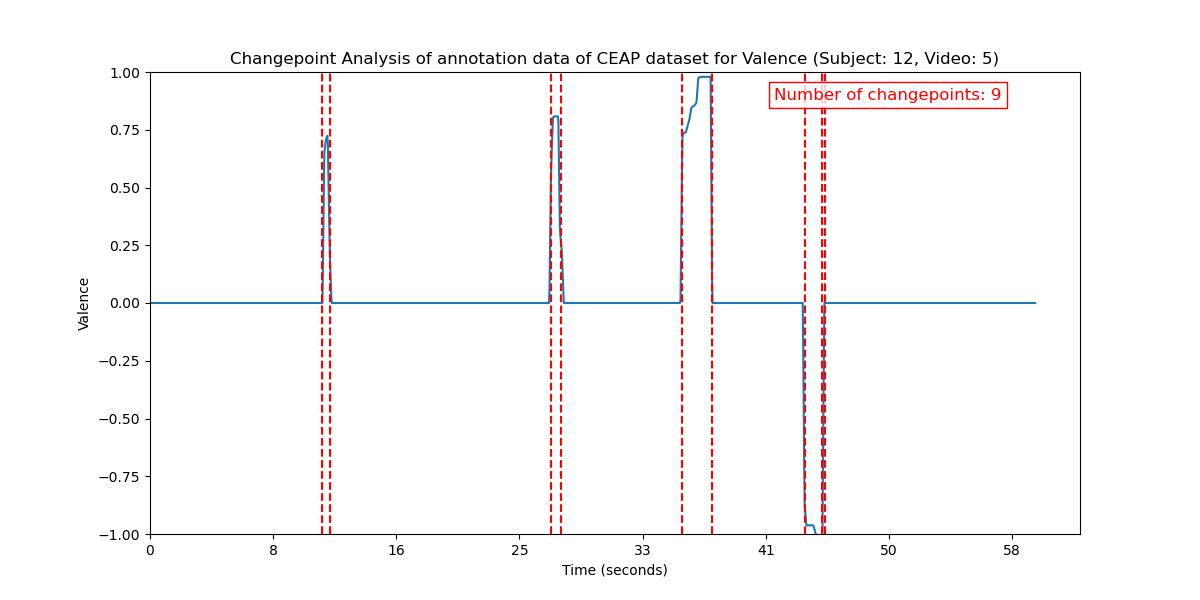 Changepoint Analysis of annotation data of CEAP dataset for Valence (Subject: 12, Video: 5)
Number of changepoints: 9
1.00
0.75
0.50
0.25
0.00
−0.25
−0.50
−0.75
−1.00
Valence
0 8 16 25 33 41 50 58
Time (seconds)